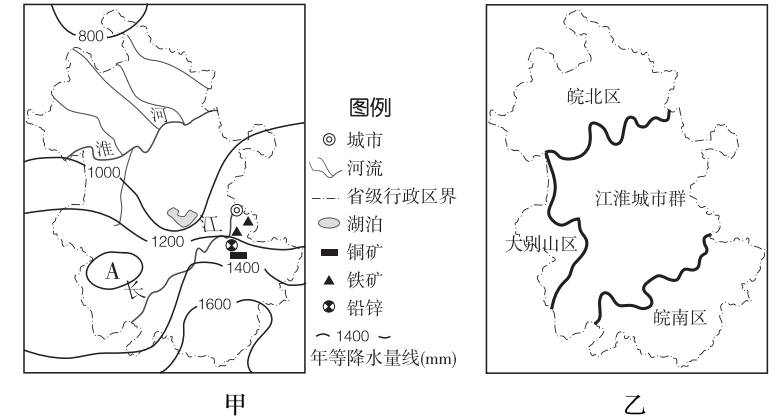 800
河
淮
1000
江
1200
A
长
1400
1600
图例
城市
河流
省级行政区界
湖泊
铜矿
铁矿
铅锌
1400
年等降水量线(mm)
甲
皖北区
江淮城市群
大别山区
皖南区
乙